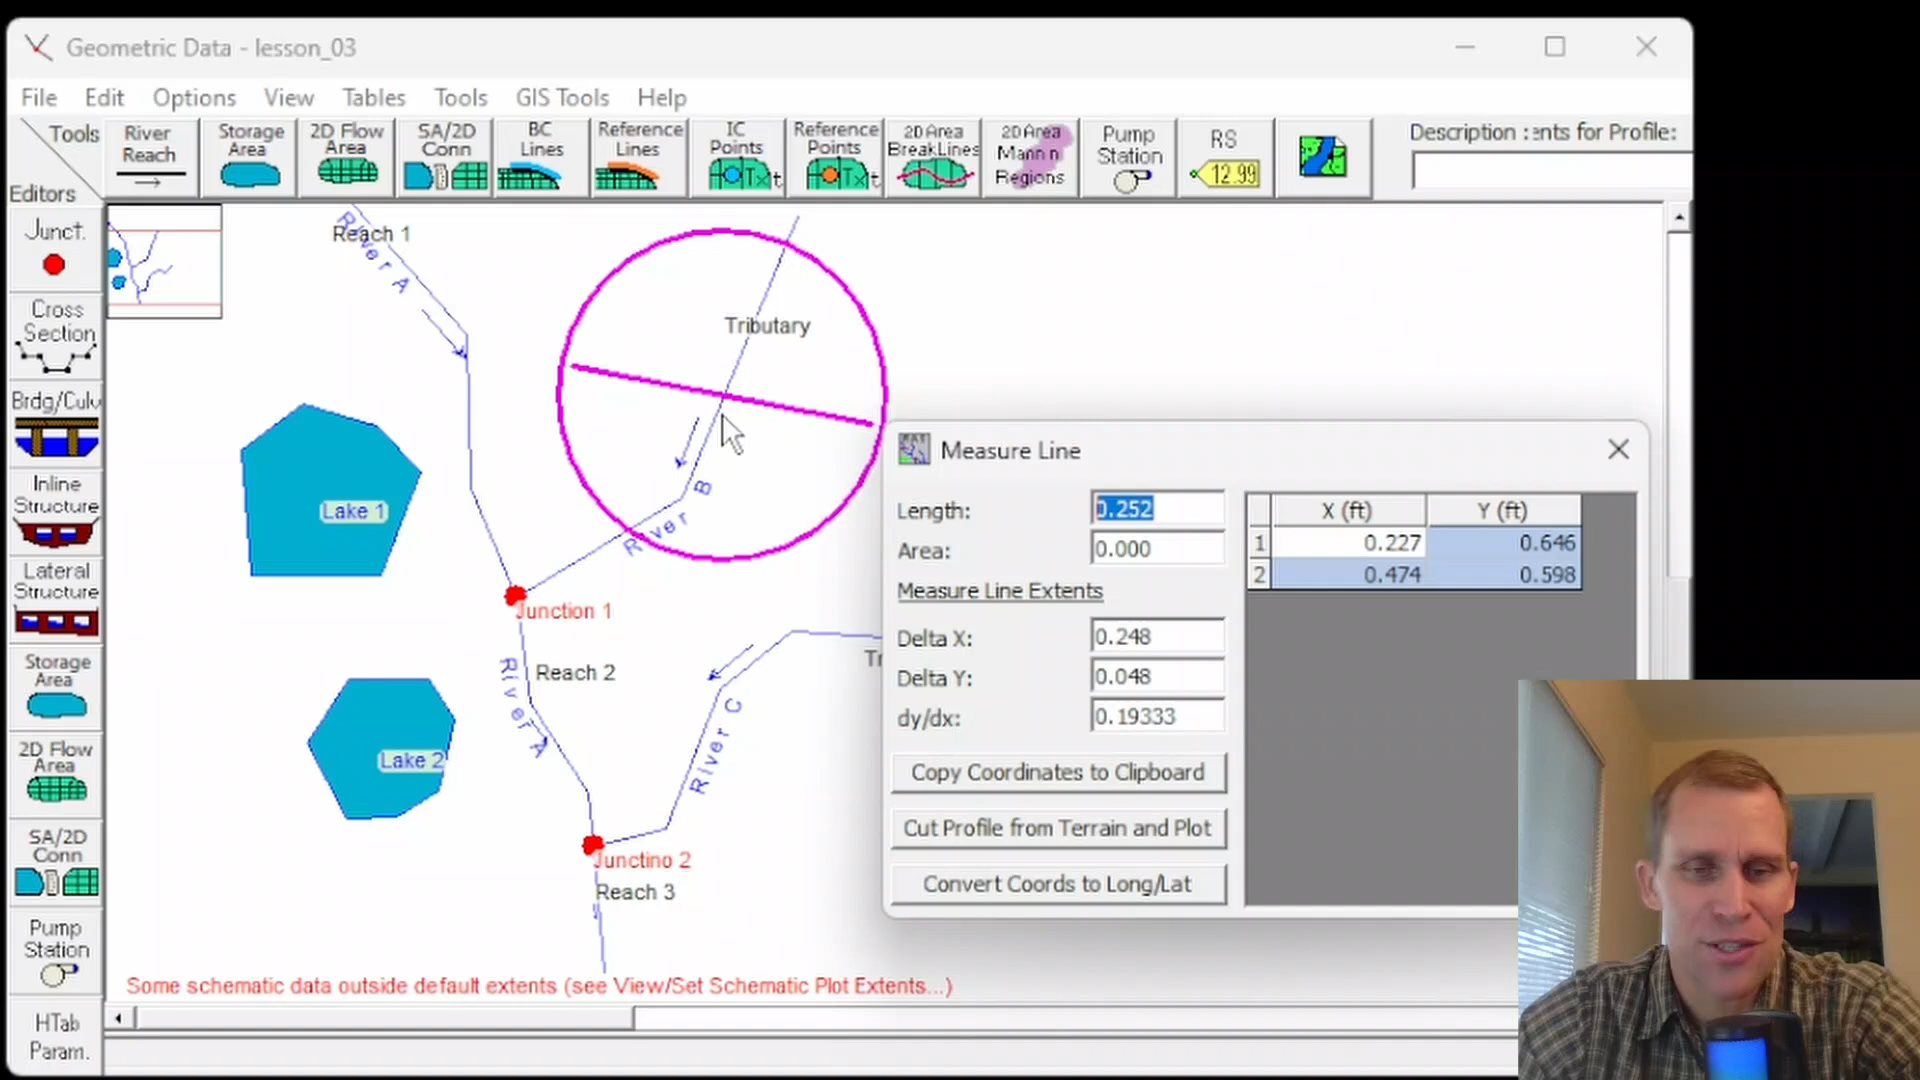 Geometric Data - lesson_03
File Edit Options View Tables Tools GIS Tools Help
Tools
Editors
River
Reach
Storage
Area
2D Flow
Area
SA/2D
Conn
BC
Lines
Reference
Lines
IC
Points
Reference
Points
2D Area
BreakLines
2D Area
Mann n
Regions
Pump
Station
RS
12.99
Description : ents for Profile:
Junct.
Cross
Section
Brdg/Culv
Inline
Structure
Lateral
Structure
Storage
Area
2D Flow
Area
SA/2D
Conn
Pump
Station
HTab
Param.
River A
Reach 1
Tributary
River B
Lake 1
Junction 1
Reach 2
River A
Tr
River C
Lake 2
Junctino 2
Reach 3
Some schematic data outside default extents (see View/Set Schematic Plot Extents...)
Measure Line
Length: 0.252
Area: 0.000
Measure Line Extents
Delta X: 0.248
Delta Y: 0.048
dy/dx: 0.19333
Copy Coordinates to Clipboard
Cut Profile from Terrain and Plot
Convert Coords to Long/Lat
X (ft) Y (ft)
1 0.227 0.646
2 0.474 0.598